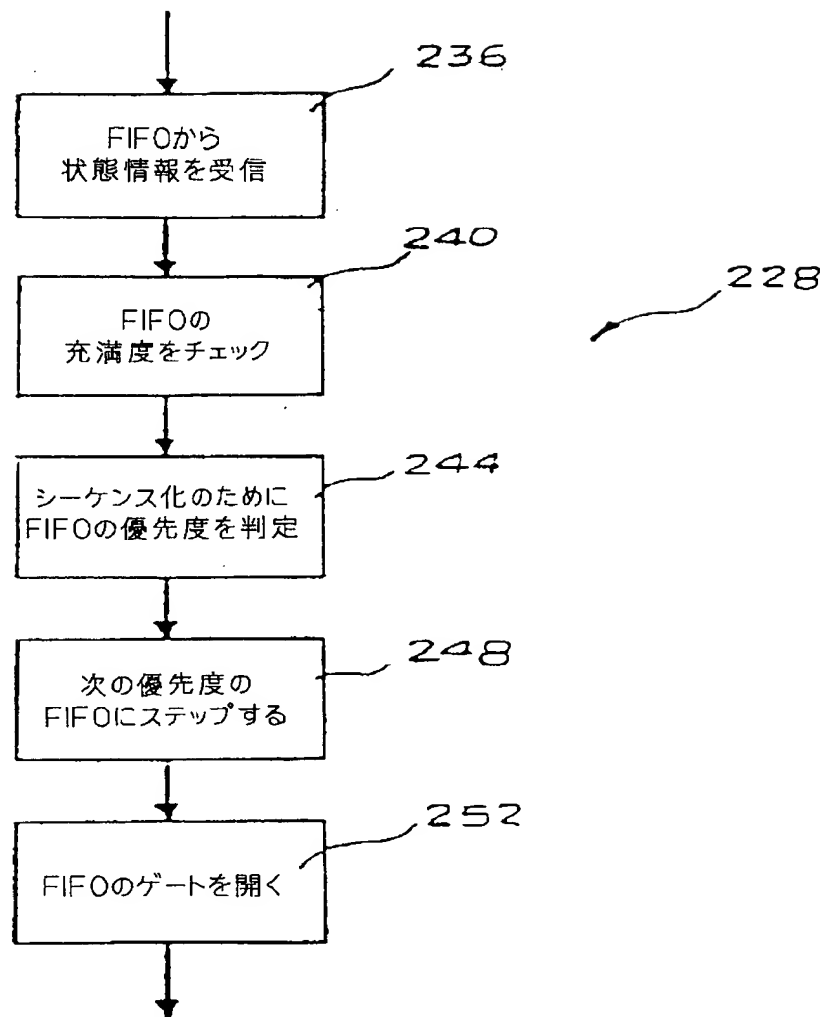 236
FIFOから
状態情報を受信
240
FIFOの
充満度をチェック
228
244
シーケンス化のために
FIFOの優先度を判定
248
次の優先度の
FIFOにステップする
252
FIFOのゲートを開く